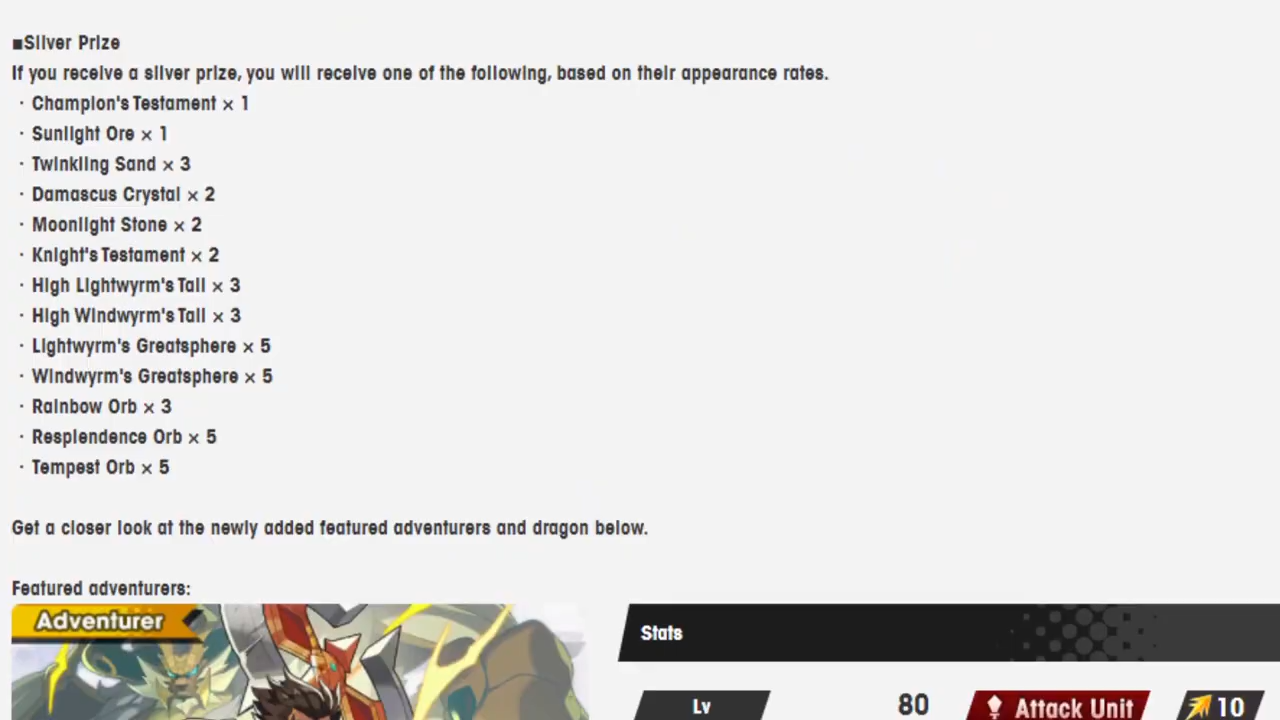 ■Silver Prize
If you receive a silver prize, you will receive one of the following, based on their appearance rates.
・Champion's Testament × 1
・Sunlight Ore × 1
・Twinkling Sand × 3
・Damascus Crystal × 2
・Moonlight Stone × 2
・Knight's Testament × 2
・High Lightwyrm's Tail × 3
・High Windwyrm's Tail × 3
・Lightwyrm's Greatsphere × 5
・Windwyrm's Greatsphere × 5
・Rainbow Orb × 3
・Resplendence Orb × 5
・Tempest Orb × 5
Get a closer look at the newly added featured adventurers and dragon below.
Featured adventurers:
Adventurer
Stats
Lv 80 Attack Unit 10